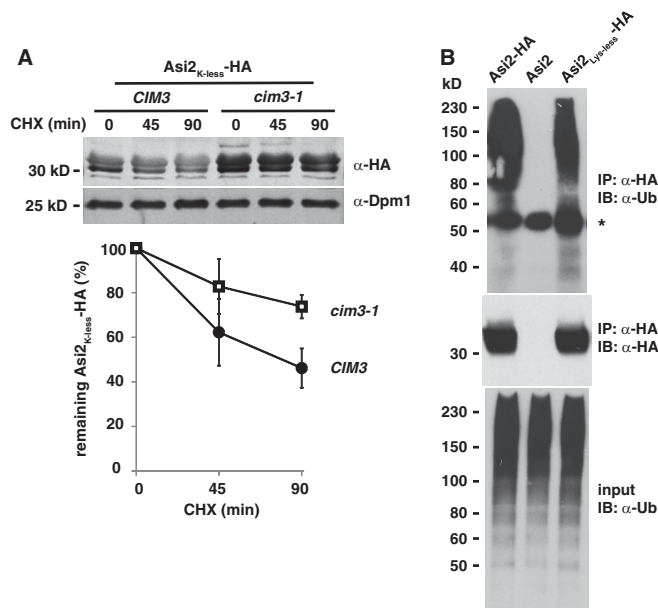 A
Asi2K-less-HA
CIM3 cim3-1
CHX (min) 0 45 90 0 45 90
30 kD α-HA
25 kD α-Dpm1
remaining Asi2K-less-HA (%)
100
80
60
40
20
0
cim3-1
CIM3
0 45 90
CHX (min)
B
kD
Asi2-HA
Asi2
Asi2Lys-less-HA
230
150
100
80
60
50
40
IP: α-HA
IB: α-Ub
*
30
IP: α-HA
IB: α-HA
230
150
100
80
60
50
input
IB: α-Ub